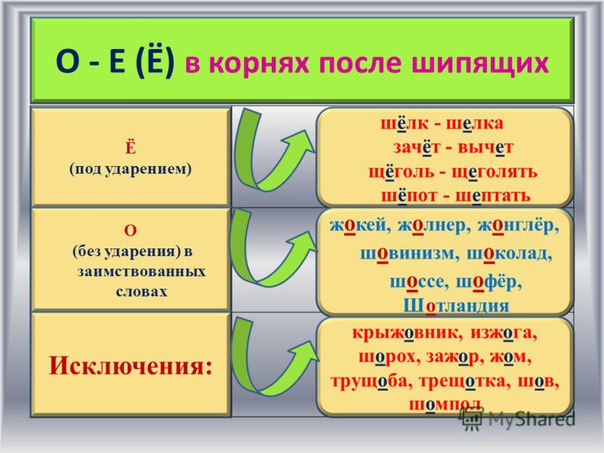 О - Е (Ё) в корнях после шипящих
Ё
(под ударением)
шёлк - шелка
зачёт - вычет
щёголь - щеголять
шёпот - шептать
О
(без ударения) в
заимствованных
словах
жокей, жолнер, жонглёр,
шовинизм, шоколад,
шоссе, шофёр,
Шотландия
Исключения:
крыжовник, изжога,
шорох, зажор, жом,
трущоба, трещотка, шов,
шомпол
MyShared